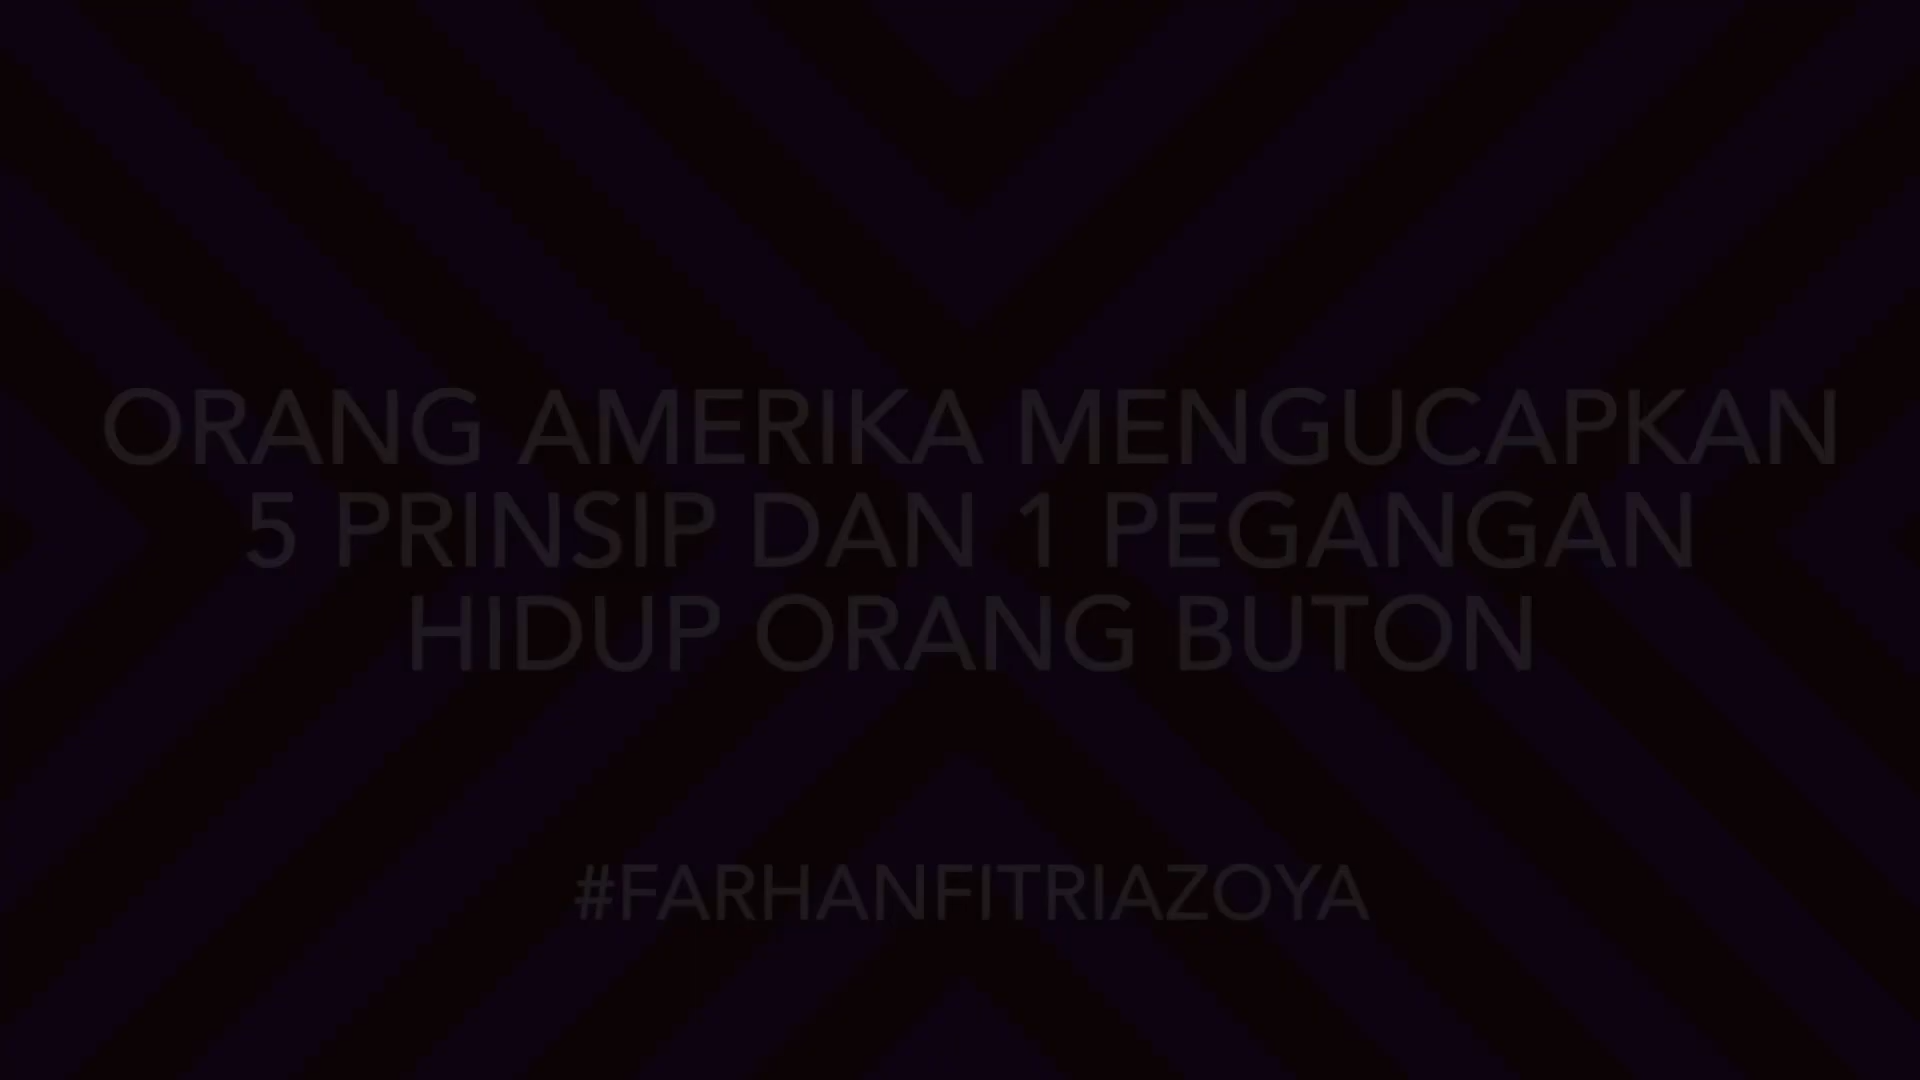 ORANG AMERIKA MENGUCAPKAN
5 PRINSIP DAN 1 PEGANGAN
HIDUP ORANG BUTON
#FARHANFITRIAZOYA